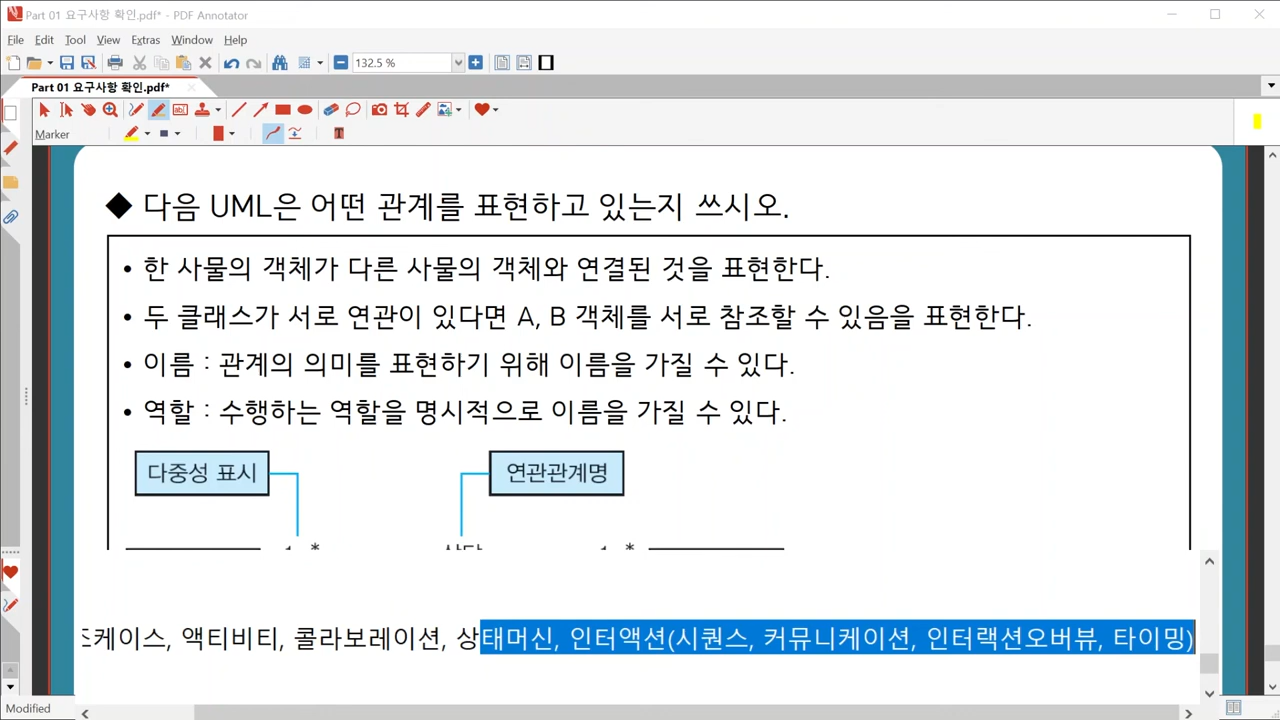 Part 01 요구사항 확인.pdf* - PDF Annotator
File Edit Tool View Extras Window Help
132.5 %
Part 01 요구사항 확인.pdf*
Marker
◆ 다음 UML은 어떤 관계를 표현하고 있는지 쓰시오.
• 한 사물의 객체가 다른 사물의 객체와 연결된 것을 표현한다.
• 두 클래스가 서로 연관이 있다면 A, B 객체를 서로 참조할 수 있음을 표현한다.
• 이름 : 관계의 의미를 표현하기 위해 이름을 가질 수 있다.
• 역할 : 수행하는 역할을 명시적으로 이름을 가질 수 있다.
다중성 표시 연관관계명
케이스, 액티비티, 콜라보레이션, 상태머신, 인터액션(시퀀스, 커뮤니케이션, 인터랙션오버뷰, 타이밍)
Modified